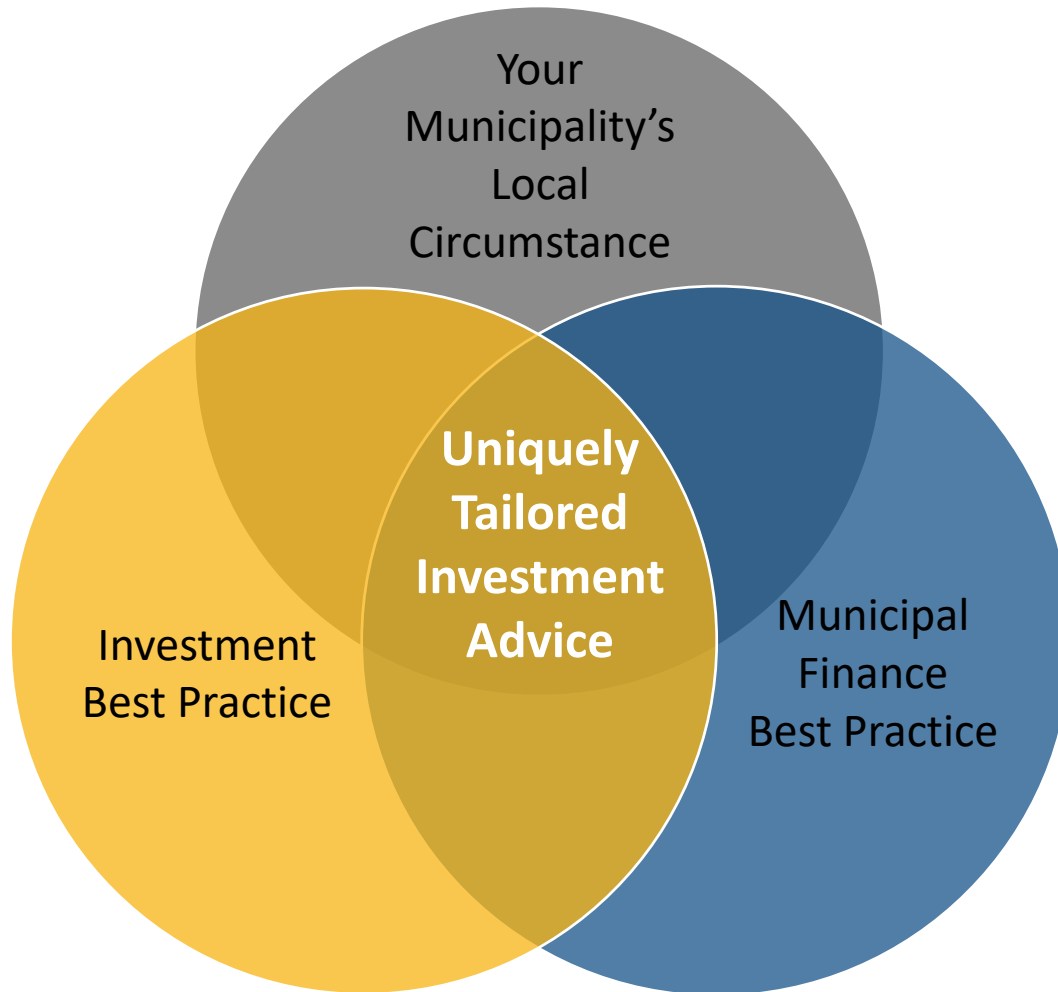 Your
Municipality’s
Local
Circumstance
Uniquely
Tailored
Investment
Advice
Investment
Best Practice
Municipal
Finance
Best Practice